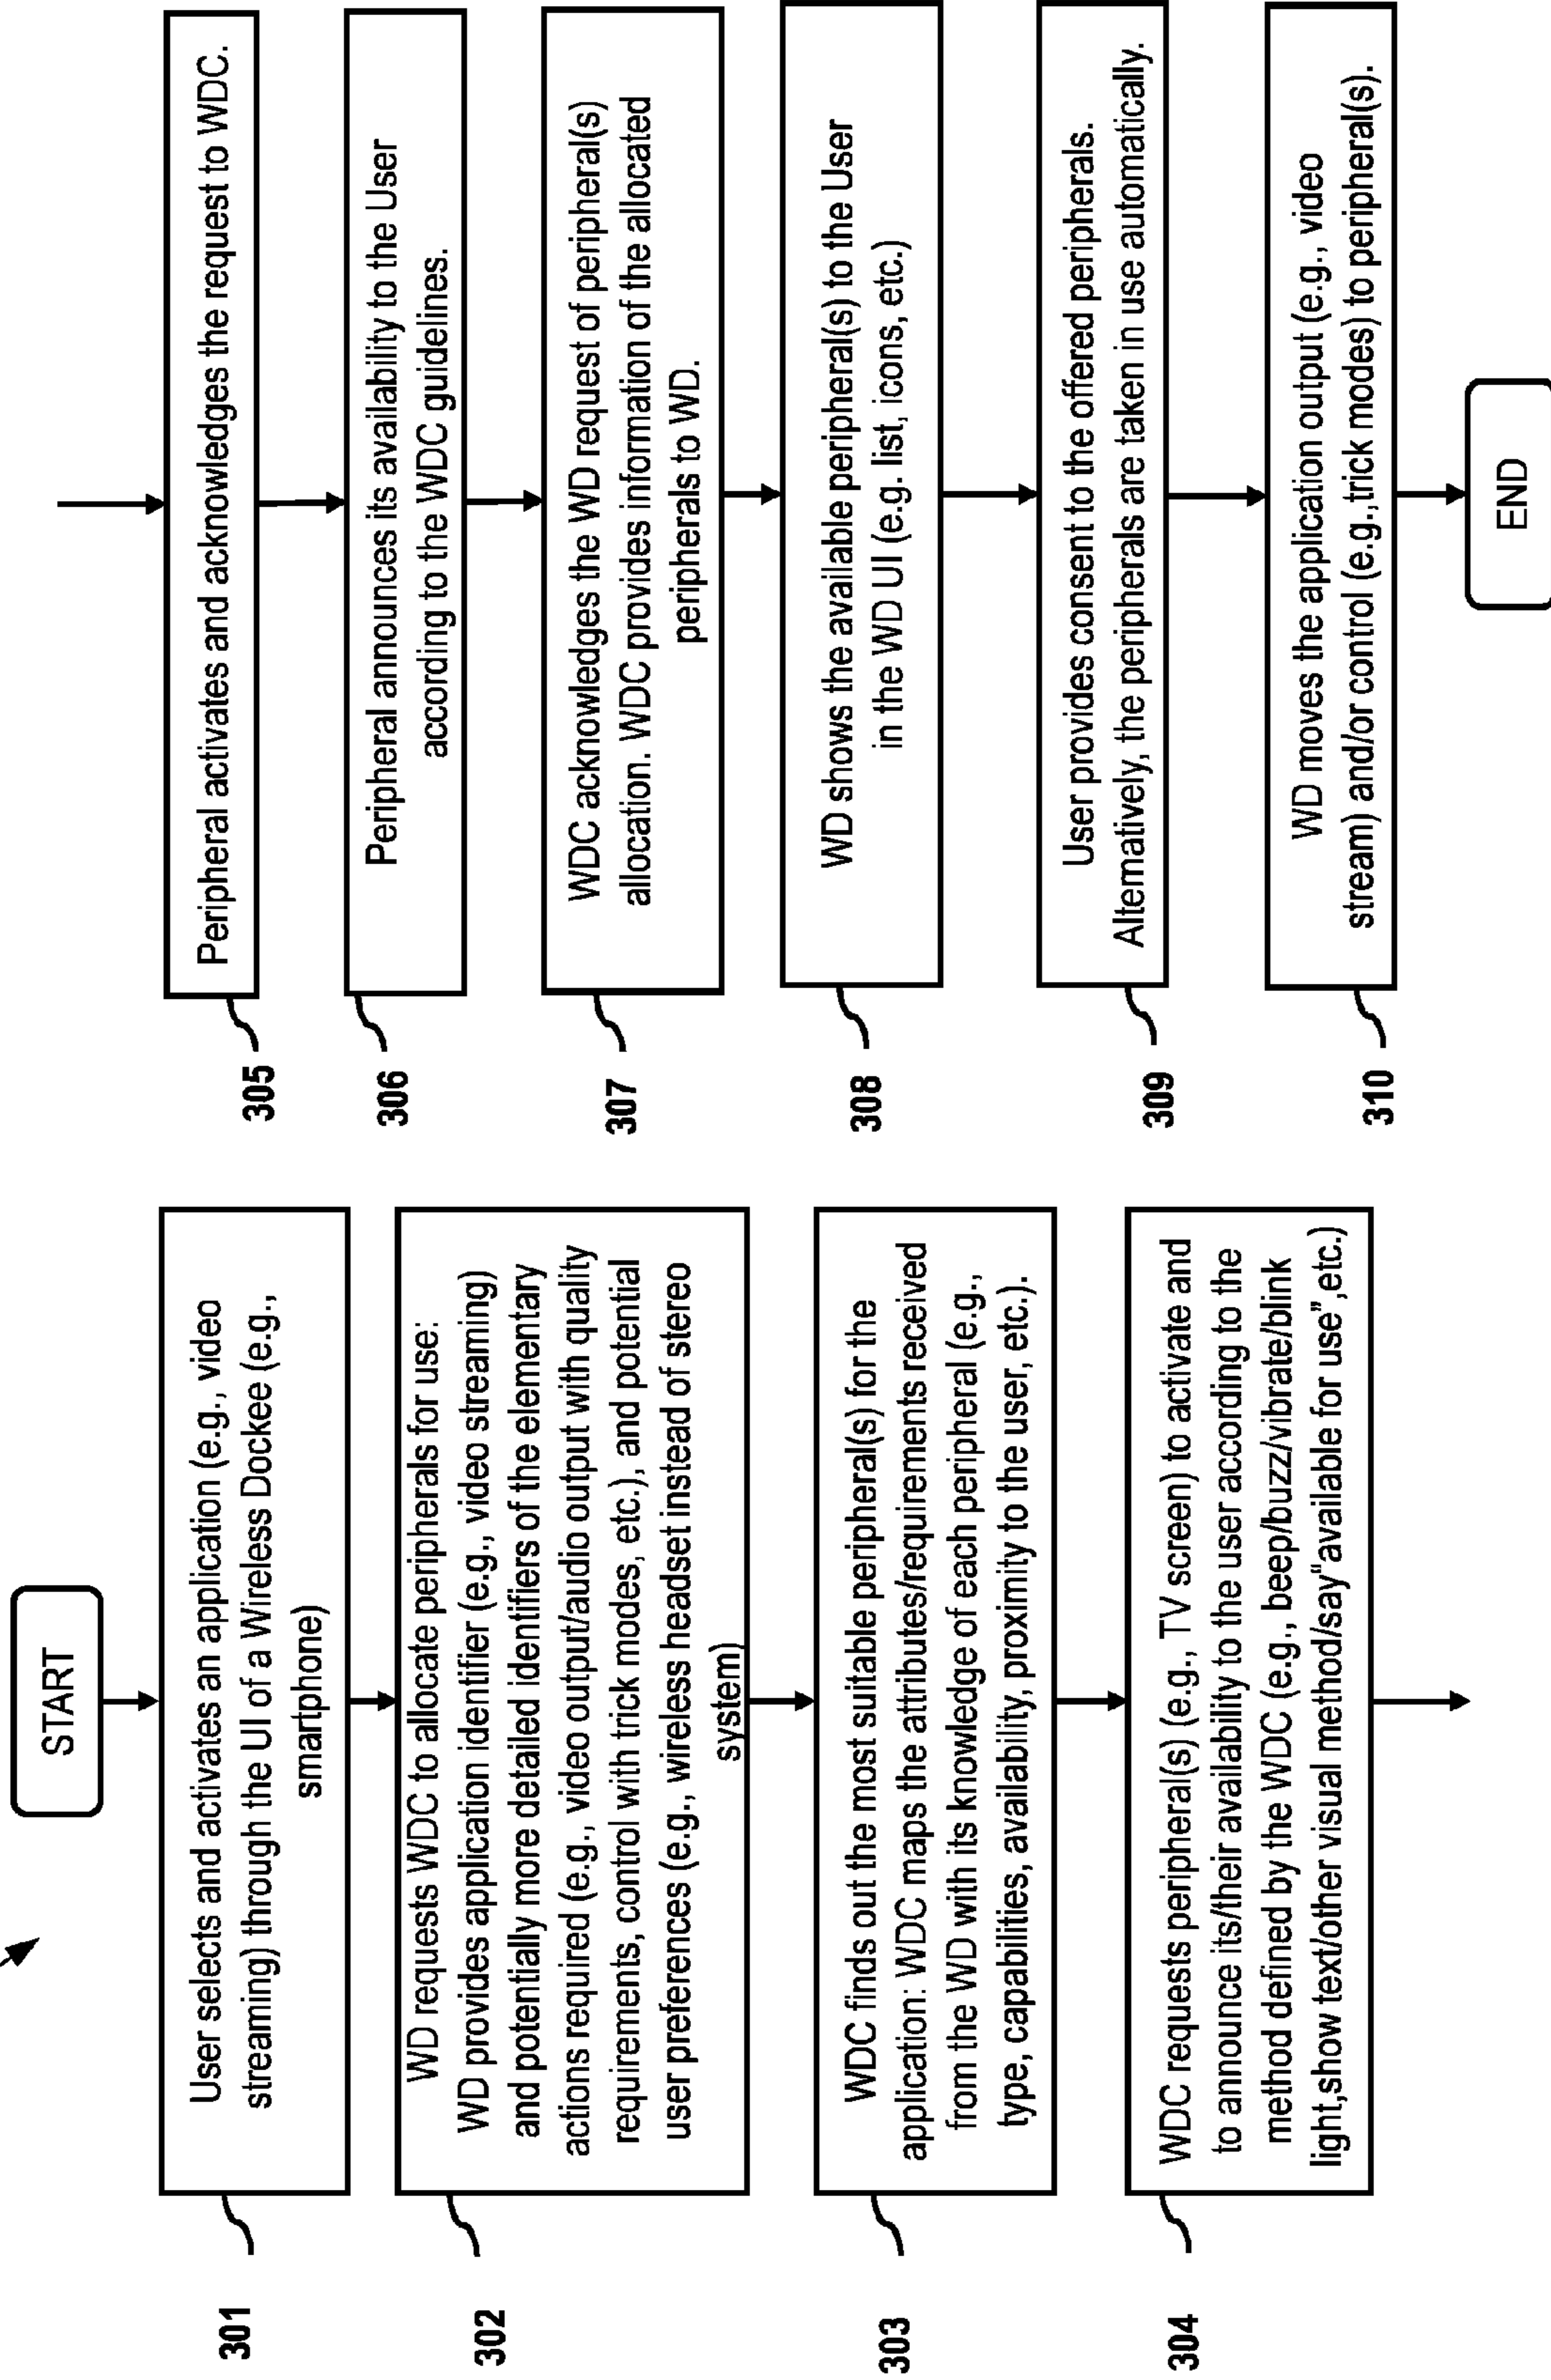 START
301
User selects and activates an application (e.g., video
streaming) through the UI of a Wireless Dockee (e.g.,
smartphone)
302
WD requests WDC to allocate peripherals for use:
WD provides application identifier (e.g., video streaming)
and potentially more detailed identifiers of the elementary
actions required (e.g., video output/audio output with quality
requirements, control with trick modes, etc.), and potential
user preferences (e.g., wireless headset instead of stereo
system)
303
WDC finds out the most suitable peripheral(s) for the
application: WDC maps the attributes/requirements received
from the WD with its knowledge of each peripheral (e.g.,
type, capabilities, availability, proximity to the user, etc.).
304
WDC requests peripheral(s) (e.g., TV screen) to activate and
to announce its/their availability to the user according to the
method defined by the WDC (e.g., beep/buzz/vibrate/blink
light,show text/other visual method/say“available for use”,etc.)
305
Peripheral activates and acknowledges the request to WDC.
306
Peripheral announces its availability to the User
according to the WDC guidelines.
307
WDC acknowledges the WD request of peripheral(s)
allocation. WDC provides information of the allocated
peripherals to WD.
308
WD shows the available peripheral(s) to the User
in the WD UI (e.g. list, icons, etc.)
309
User provides consent to the offered peripherals.
Alternatively, the peripherals are taken in use automatically.
310
WD moves the application output (e.g., video
stream) and/or control (e.g.,trick modes) to peripheral(s).
END